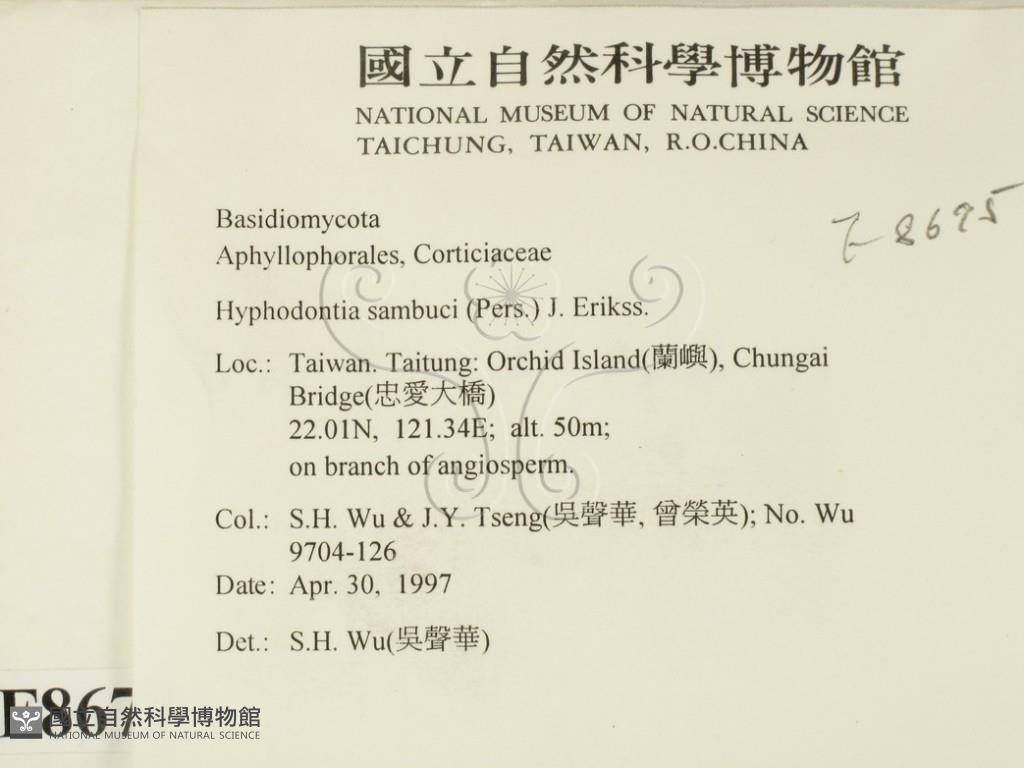 國立自然科學博物館
NATIONAL MUSEUM OF NATURAL SCIENCE
TAICHUNG, TAIWAN, R.O.CHINA
Basidiomycota
Aphyllophorales, Corticiaceae
Hyphodontia sambuci (Pers.) J. Erikss.
Loc.: Taiwan. Taitung: Orchid Island(蘭嶼), Chungai
Bridge(忠愛大橋)
22.01N, 121.34E; alt. 50m;
on branch of angiosperm.
Col.: S.H. Wu & J.Y. Tseng(吳聲華, 曾榮英); No. Wu
9704-126
Date: Apr. 30, 1997
Det.: S.H. Wu(吳聲華)
國立自然科學博物館
NATIONAL MUSEUM OF NATURAL SCIENCE